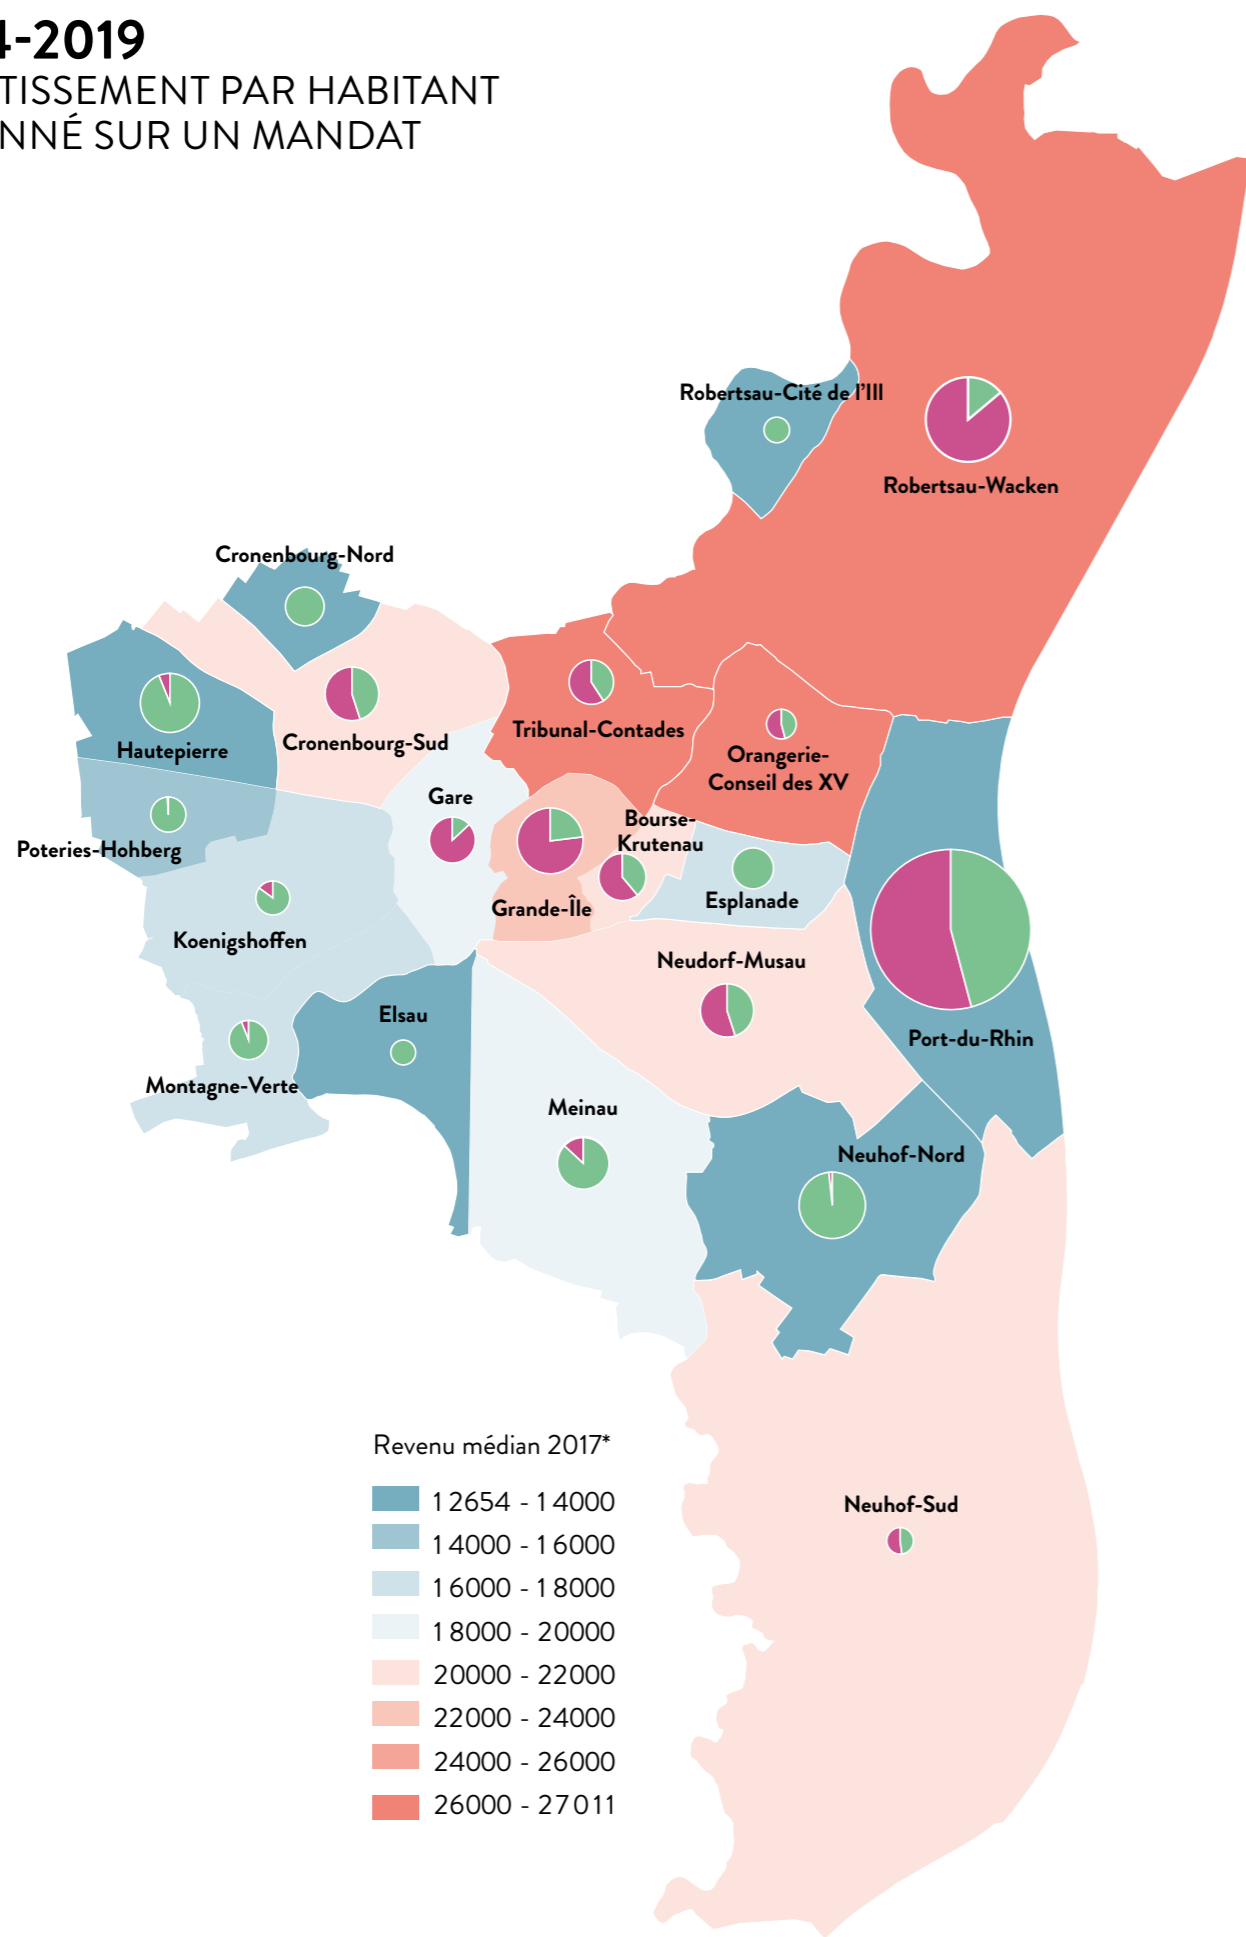 4-2019
TISSEMENT PAR HABITANT
NNÉ SUR UN MANDAT
Robertsau-Cité de l'Ill
Robertsau-Wacken
Cronenbourg-Nord
Hautepierre
Cronenbourg-Sud
Tribunal-Contades
Orangerie-
Conseil des XV
Gare
Bourse-
Krutenau
Poteries-Hohberg
Grande-Île
Esplanade
Koenigshoffen
Neudorf-Musau
Elsau
Port-du-Rhin
Montagne-Verte
Meinau
Neuhof-Nord
Neuhof-Sud
Revenu médian 2017*
12654 - 14000
14000 - 16000
16000 - 18000
18000 - 20000
20000 - 22000
22000 - 24000
24000 - 26000
26000 - 27011